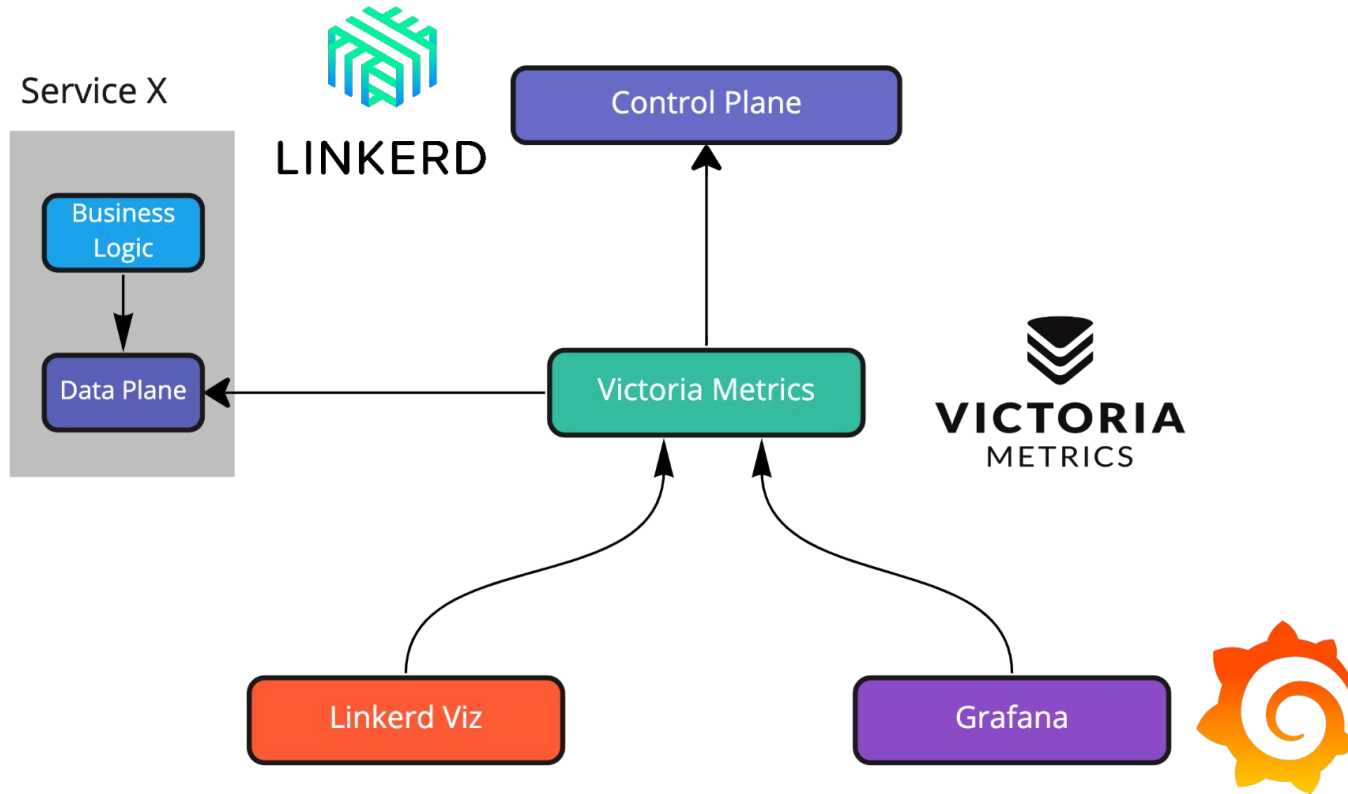 Service X
LINKERD
Control Plane
Business
Logic
Data Plane
Victoria Metrics
VICTORIA
METRICS
Linkerd Viz
Grafana